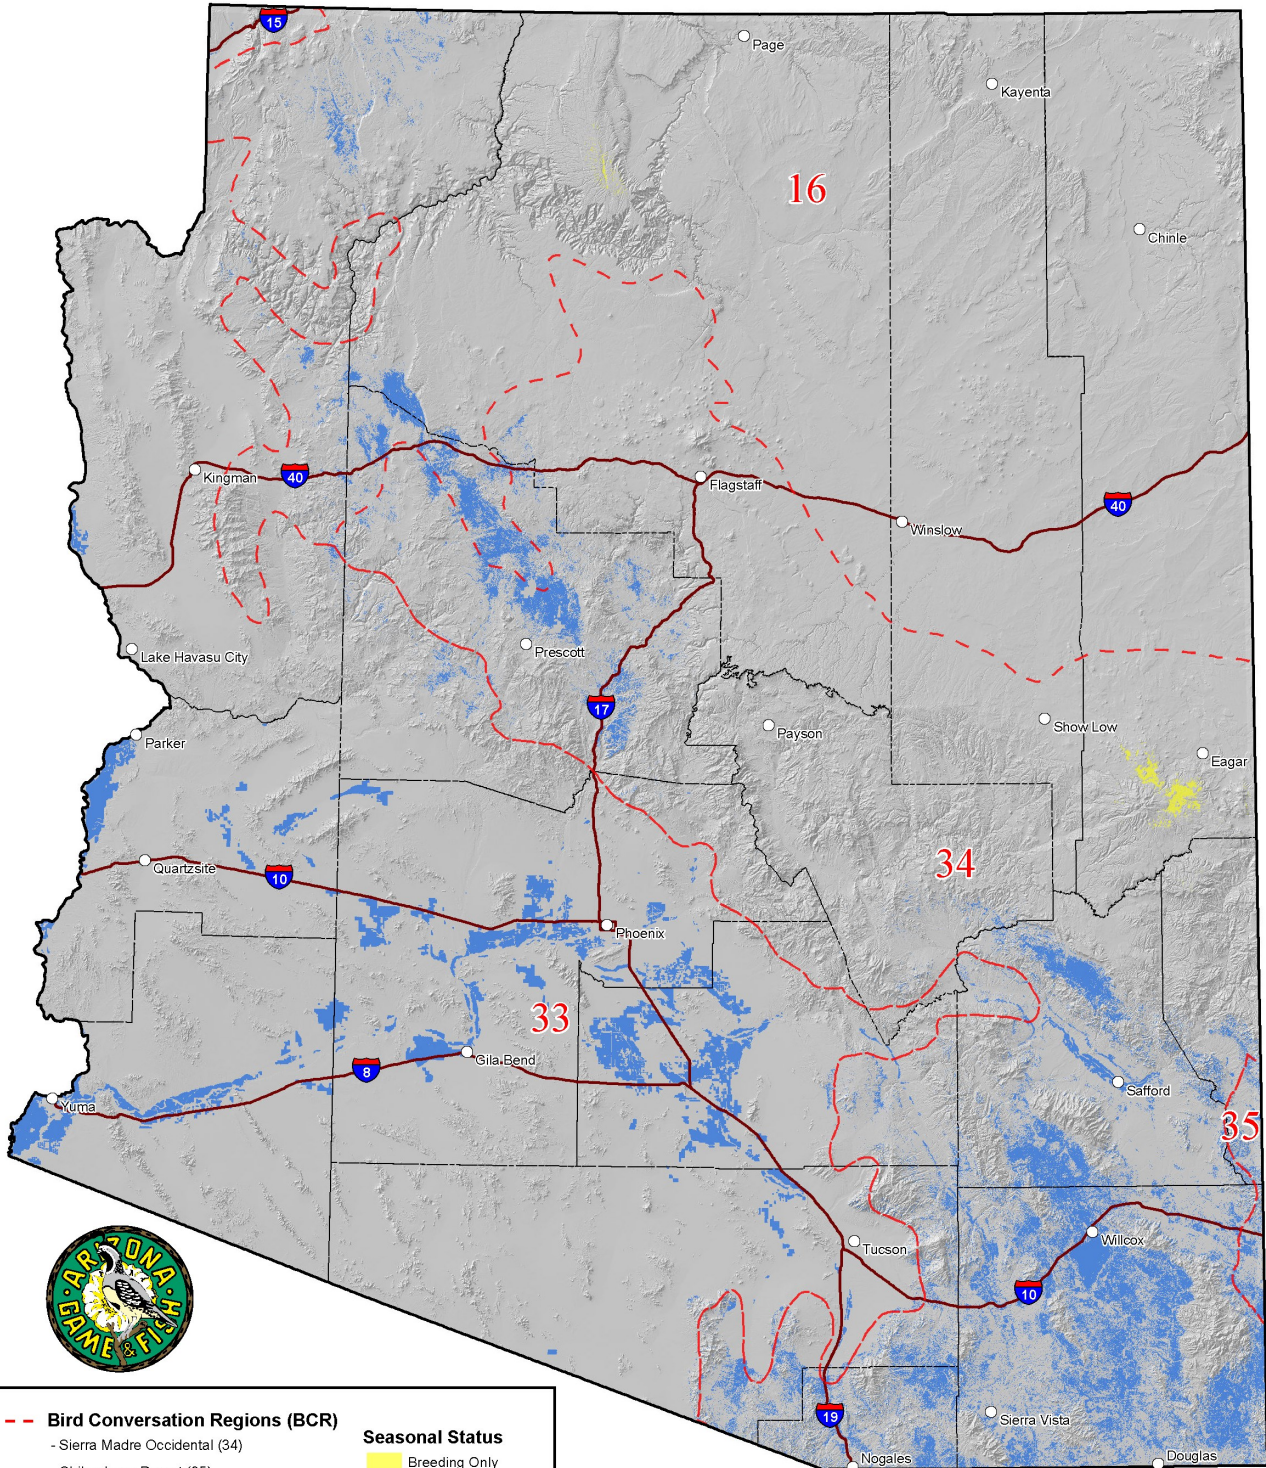 15
Page
Kayenta
16
Chinle
Kingman
40
Flagstaff
40
Winslow
Lake Havasu City
Prescott
17
Parker
Payson
Show Low
Eagar
Quartzsite
10
34
Phoenix
33
Gila Bend
8
Safford
Yuma
35
Willcox
Tucson
10
ARIZONA
GAME & FISH
19
Sierra Vista
Nogales
Douglas
Bird Conversation Regions (BCR)
- Sierra Madre Occidental (34)
Seasonal Status
Breeding Only